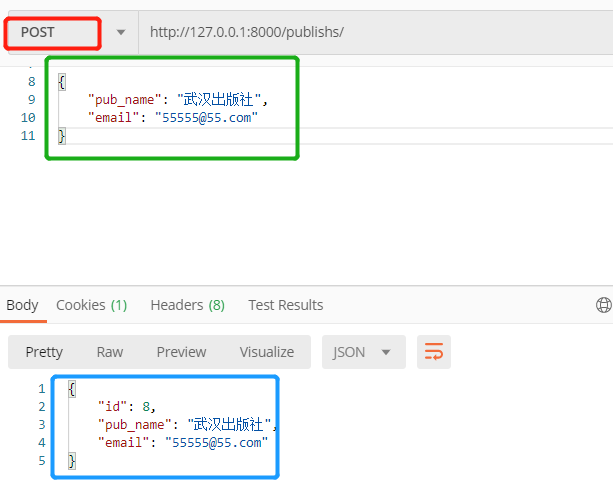 POST http://127.0.0.1:8000/publishs/
8 {
9 "pub_name": "武汉出版社",
10 "email": "55555@55.com"
11 }
Body Cookies (1) Headers (8) Test Results
Pretty Raw Preview Visualize JSON
1 {
2 "id": 8,
3 "pub_name": "武汉出版社",
4 "email": "55555@55.com"
5 }